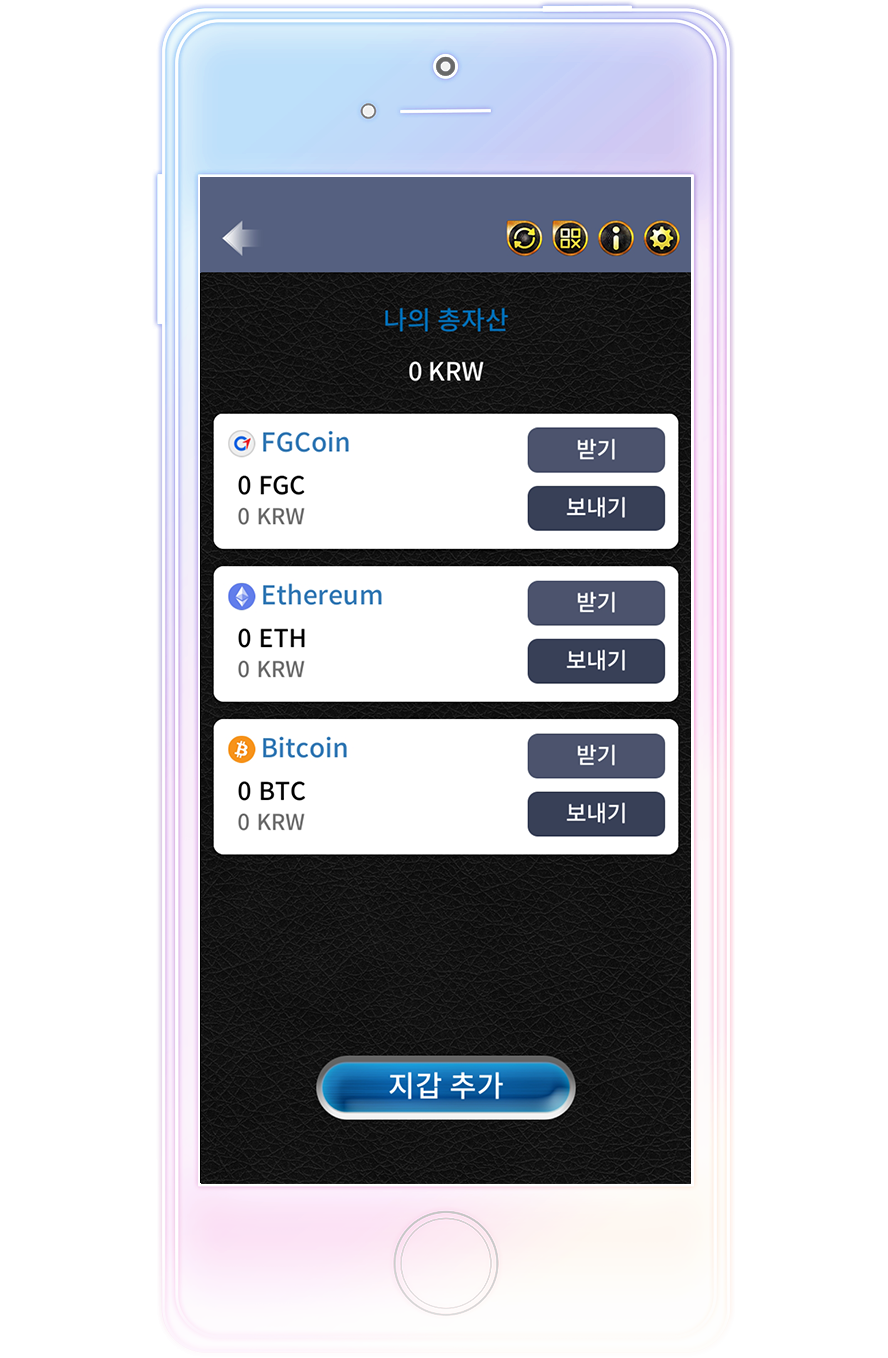 나의 총자산
0 KRW
FGCoin
0 FGC
0 KRW
받기
보내기
Ethereum
0 ETH
0 KRW
받기
보내기
Bitcoin
0 BTC
0 KRW
받기
보내기
지갑 추가